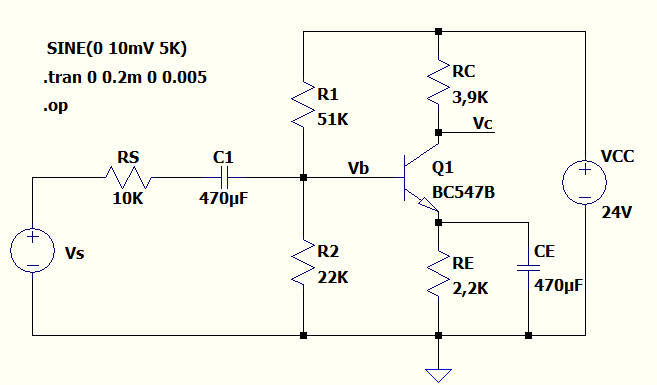 SINE(0 10mV 5K)
.tran 0 0.2m 0 0.005
.op
RC
3,9K
R1
51K
Vc
RS
10K
C1
470µF
Vb
Q1
BC547B
VCC
24V
Vs
R2
22K
RE
2,2K
CE
470µF